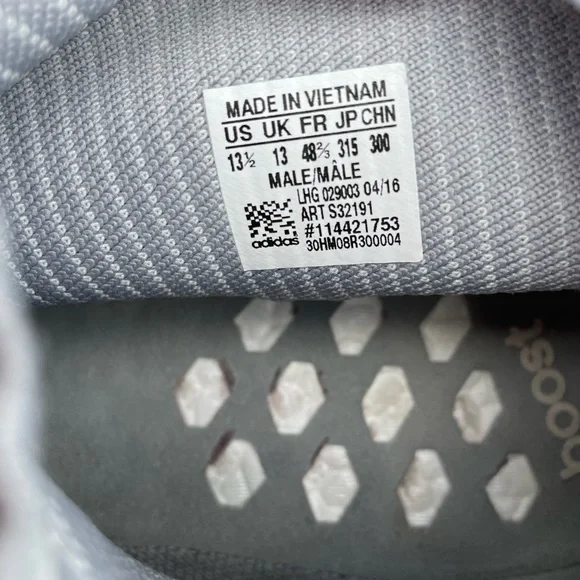 MADE IN VIETNAM
US UK FR JP CHN
13½ 13 48⅔ 315 300
MALE/MÂLE
LHG 029003 04/16
ART S32191
#114421753
adidas 30HM08R300004
boost